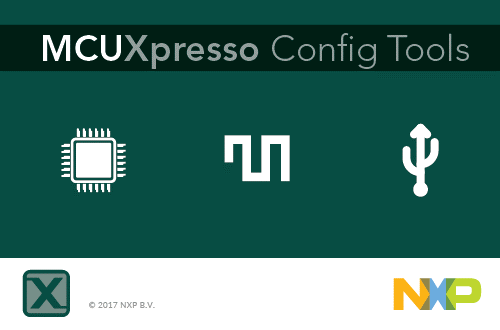 MCUXpresso Config Tools
X
© 2017 NXP B.V.
NXP